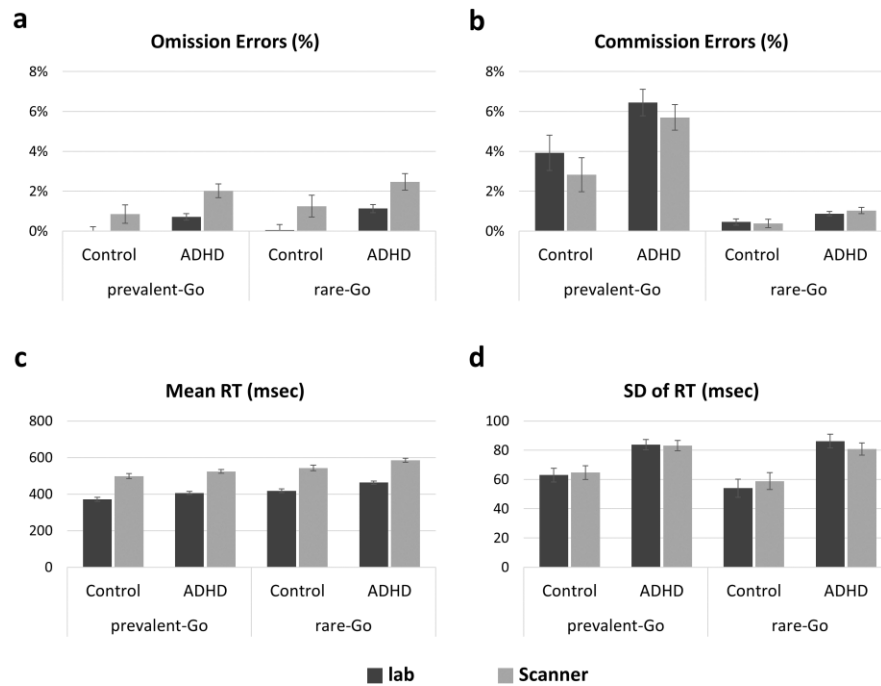 a
Omission Errors (%)
8%
6%
4%
2%
0%
Control ADHD Control ADHD
prevalent-Go rare-Go
b
Commission Errors (%)
8%
6%
4%
2%
0%
Control ADHD Control ADHD
prevalent-Go rare-Go
c
Mean RT (msec)
800
600
400
200
0
Control ADHD Control ADHD
prevalent-Go rare-Go
d
SD of RT (msec)
100
80
60
40
20
0
Control ADHD Control ADHD
prevalent-Go rare-Go
lab Scanner